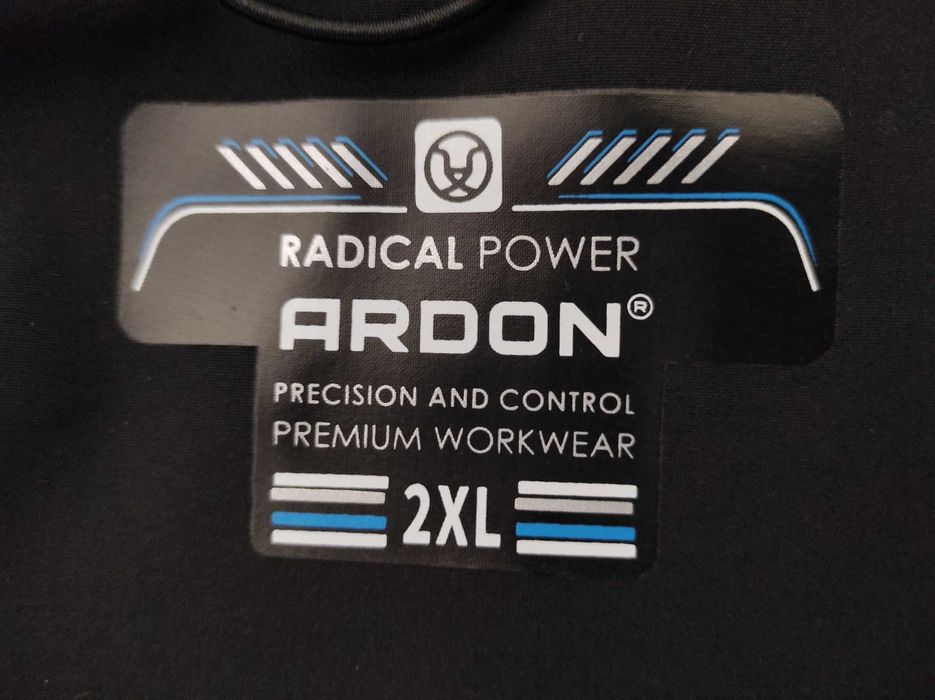 RADICAL POWER
ARDON®
PRECISION AND CONTROL
PREMIUM WORKWEAR
2XL